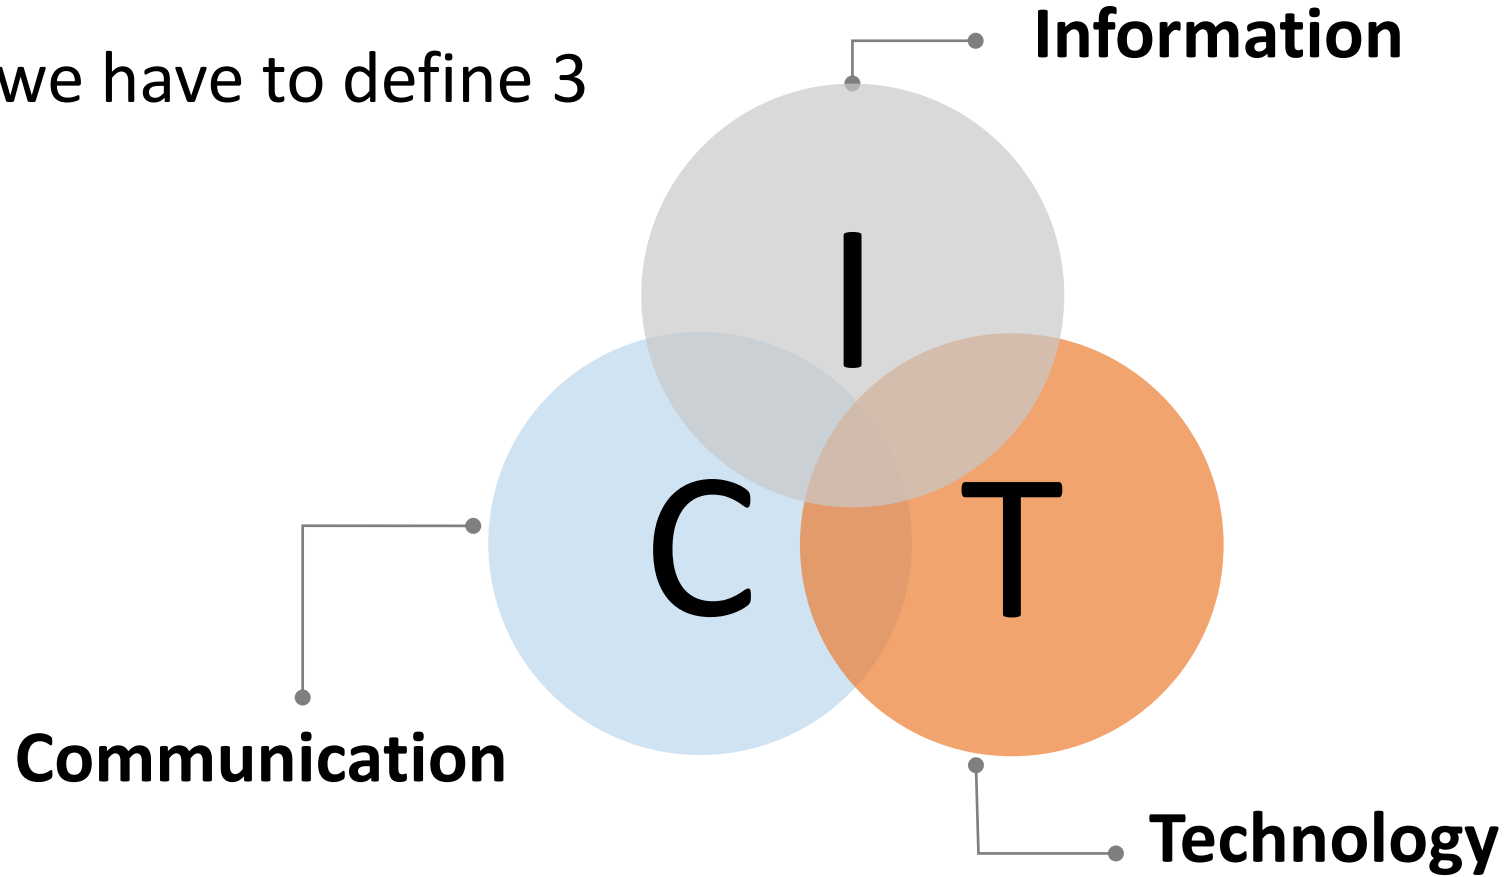 Information
we have to define 3
I
C
T
Communication
Technology